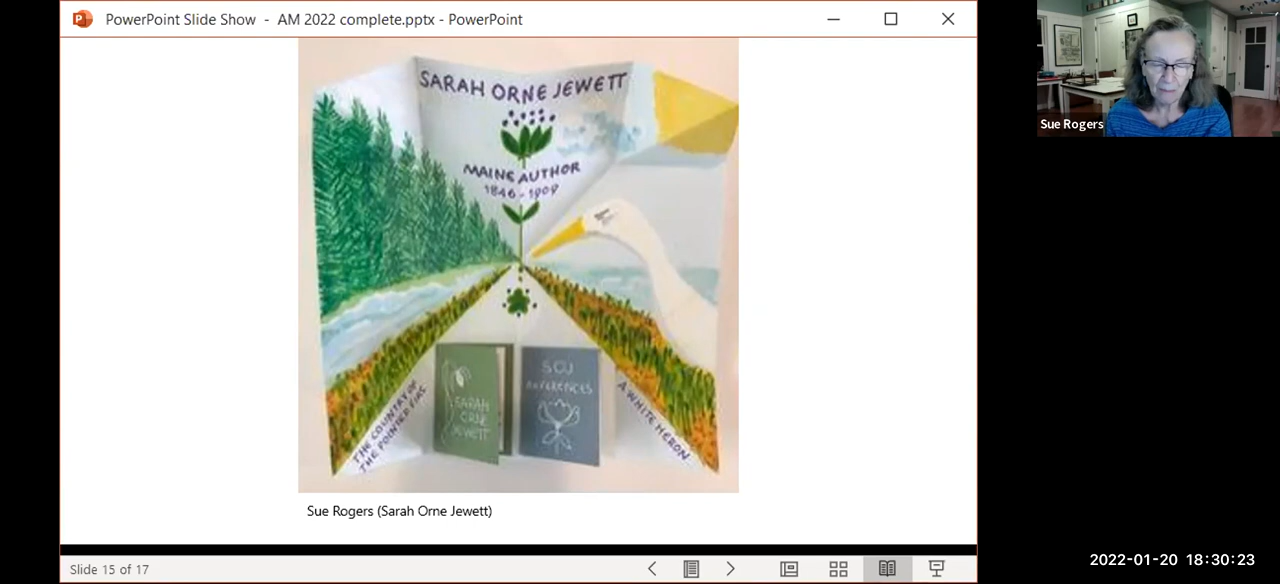 PowerPoint Slide Show - AM 2022 complete.pptx - PowerPoint
SARAH ORNE JEWETT
MAINE AUTHOR
1846 - 1909
SARAH
ORNE
JEWETT
SOJ
REFERENCES
THE COUNTRY OF
THE POINTED FIRS
A WHITE HERON
Sue Rogers (Sarah Orne Jewett)
Slide 15 of 17
Sue Rogers
2022-01-20 18:30:23